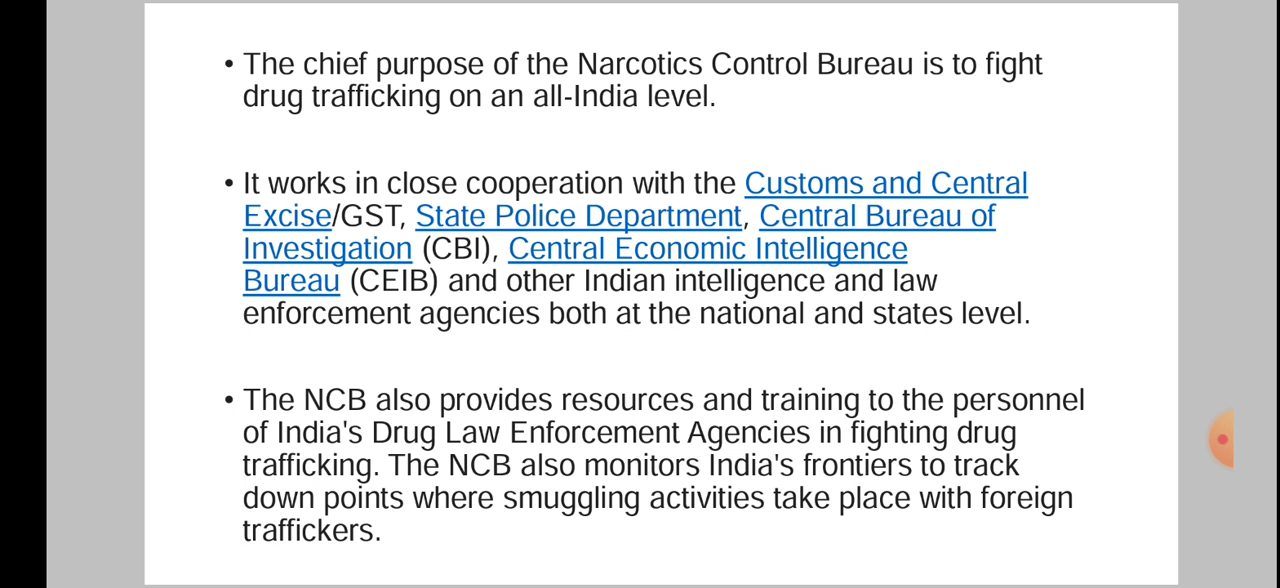 • The chief purpose of the Narcotics Control Bureau is to fight
drug trafficking on an all-India level.
• It works in close cooperation with the Customs and Central
Excise/GST, State Police Department, Central Bureau of
Investigation (CBI), Central Economic Intelligence
Bureau (CEIB) and other Indian intelligence and law
enforcement agencies both at the national and states level.
• The NCB also provides resources and training to the personnel
of India's Drug Law Enforcement Agencies in fighting drug
trafficking. The NCB also monitors India's frontiers to track
down points where smuggling activities take place with foreign
traffickers.